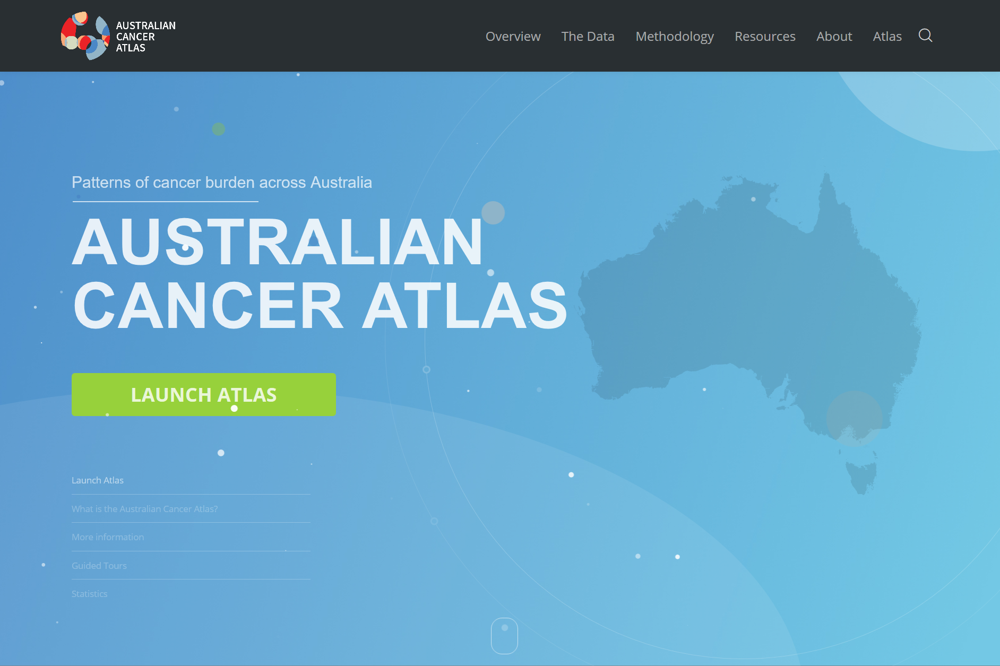 AUSTRALIAN
CANCER
ATLAS
Overview The Data Methodology Resources About Atlas
Patterns of cancer burden across Australia
AUSTRALIAN
CANCER ATLAS
LAUNCH ATLAS
Launch Atlas
What is the Australian Cancer Atlas?
More information
Guided Tours
Statistics